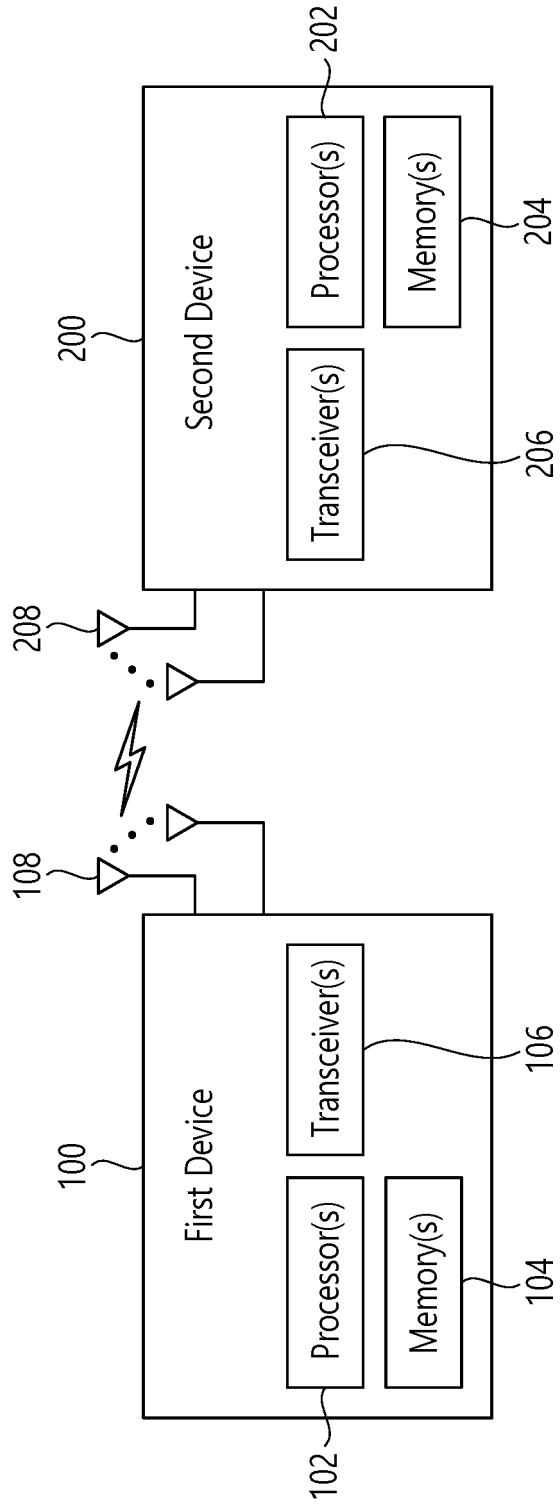 100
108
208
200
First Device
Second Device
102
Processor(s)
Transceiver(s)
Transceiver(s)
Processor(s)
202
Memory(s)
Memory(s)
104
106
206
204